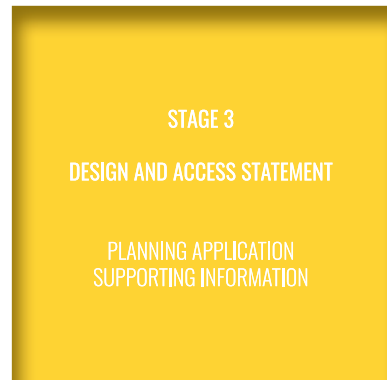 STAGE 3
DESIGN AND ACCESS STATEMENT
PLANNING APPLICATION
SUPPORTING INFORMATION